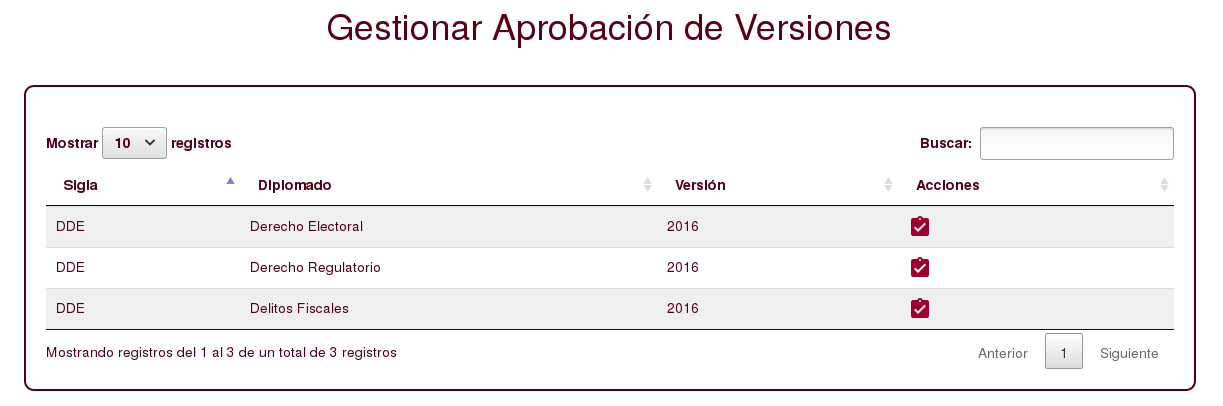 Gestionar Aprobación de Versiones
Mostrar 10 registros Buscar:
Sigla Diplomado Versión Acciones
DDE Derecho Electoral 2016
DDE Derecho Regulatorio 2016
DDE Delitos Fiscales 2016
Mostrando registros del 1 al 3 de un total de 3 registros Anterior 1 Siguiente